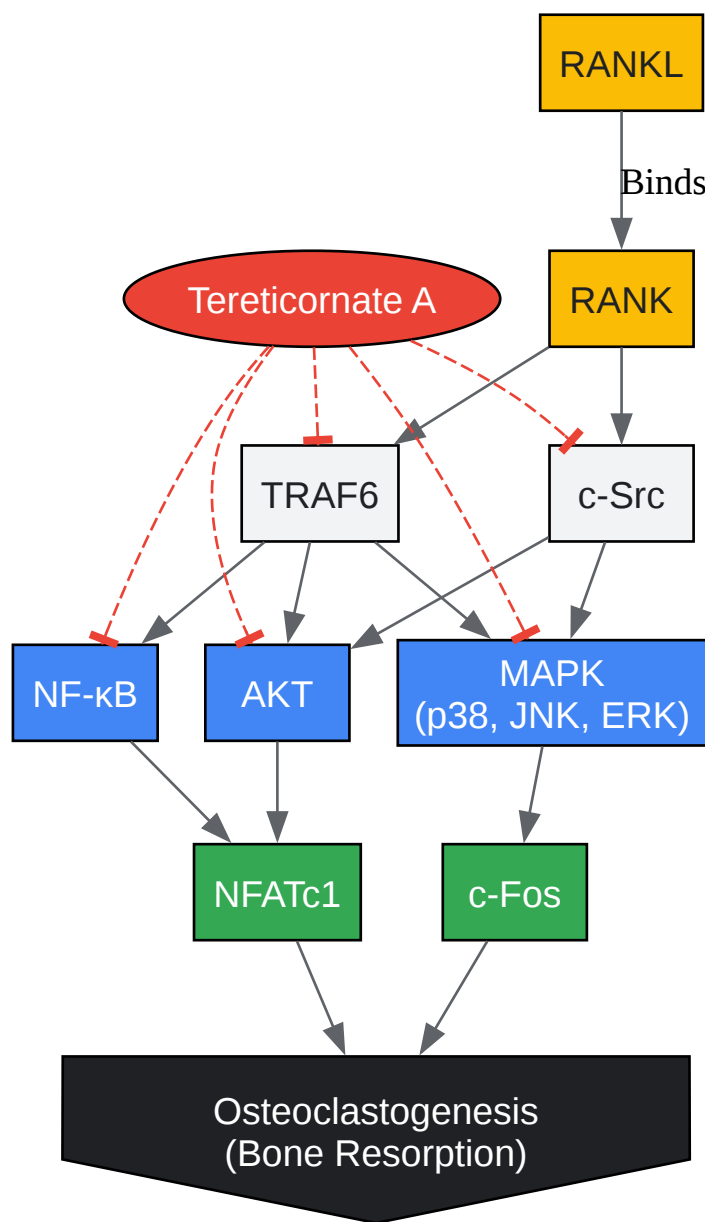 RANKL
Binds
Tereticornate A
RANK
TRAF6
c-Src
NF-κB
AKT
MAPK
(p38, JNK, ERK)
NFATc1
c-Fos
Osteoclastogenesis
(Bone Resorption)